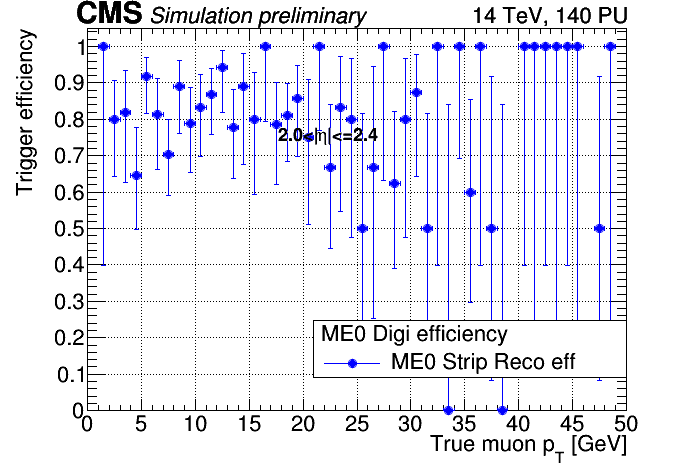 CMS Simulation preliminary 14 TeV, 140 PU
Trigger efficiency
1
0.9
0.8
0.7
0.6
0.5
0.4
0.3
0.2
0.1
0
2.0<|η|<=2.4
ME0 Digi efficiency
ME0 Strip Reco eff
0 5 10 15 20 25 30 35 40 45 50
True muon p_T [GeV]